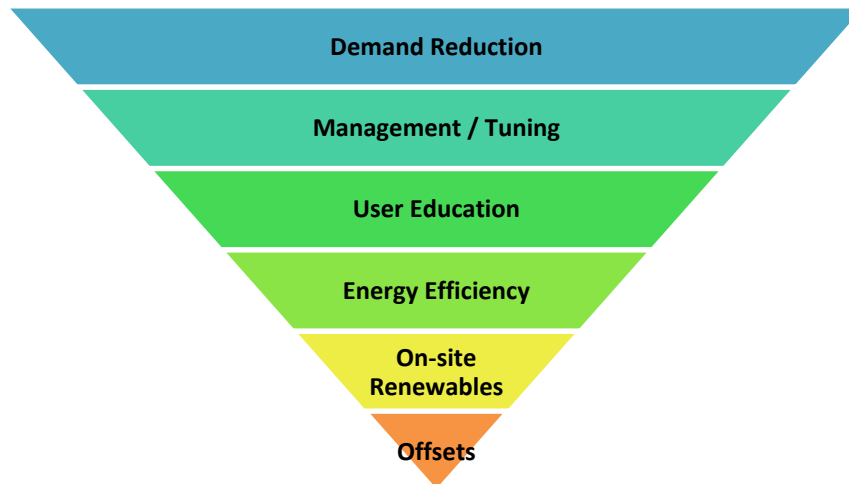 Demand Reduction
Management / Tuning
User Education
Energy Efficiency
On-site
Renewables
Offsets